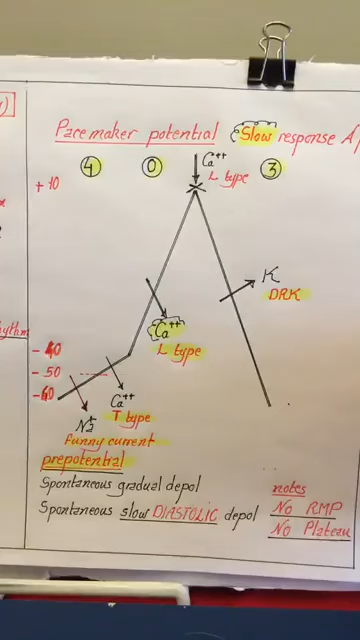 Pacemaker potential Slow response A
4 0 3
Ca++
L type
+10
K
DRK
Ca++
L type
- 40
- 50
- 60
Ca++
T type
Na+
funny current
prepotential
Spontaneous gradual depol
Spontaneous slow DIASTOLIC depol
notes
No RMP
No Plateau